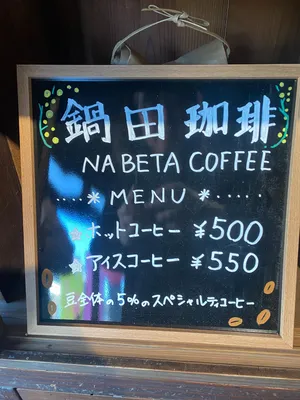 鍋田珈琲
NABETA COFFEE
MENU
ホットコーヒー ¥500
アイスコーヒー ¥550
豆全体の5%のスペシャルティコーヒー